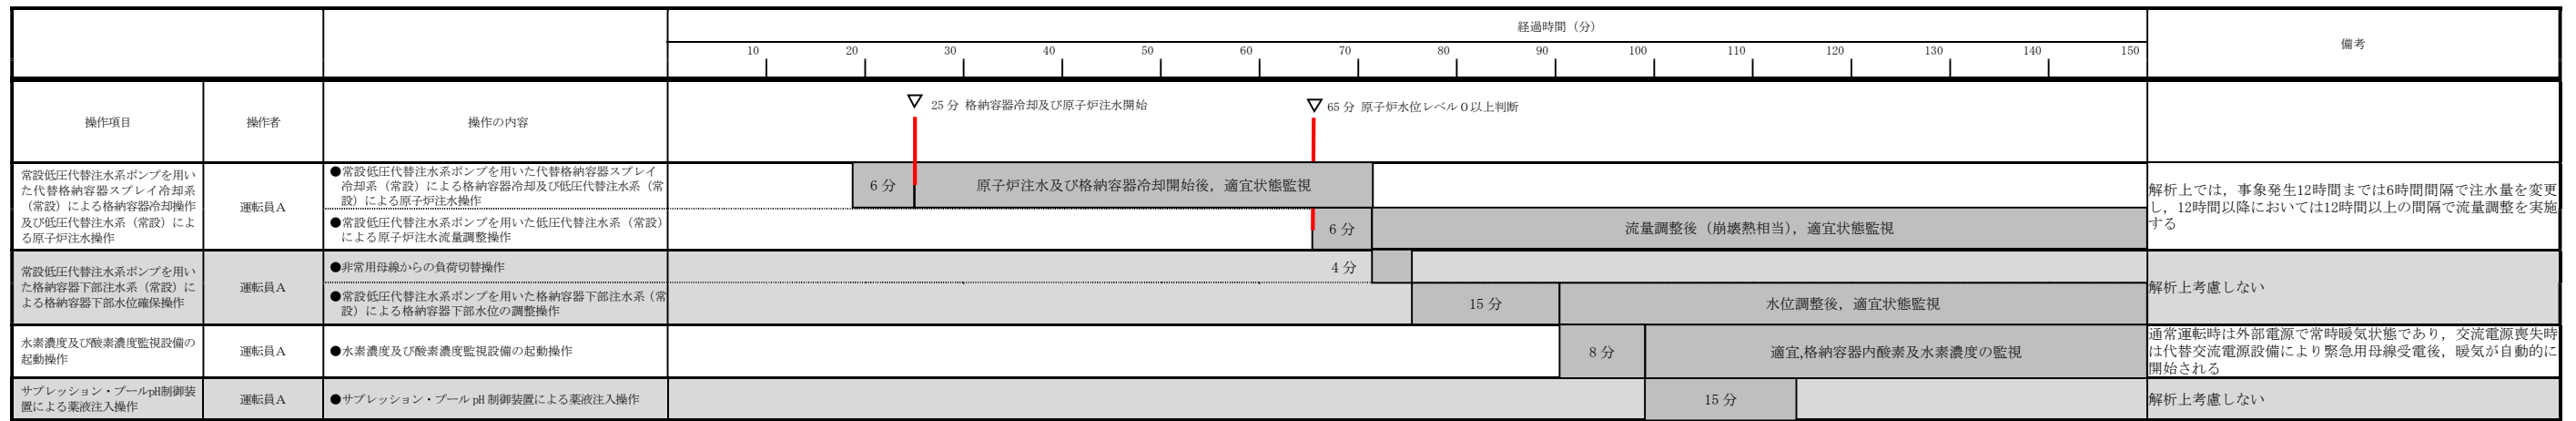 経過時間（分）
備考
10 20 30 40 50 60 70 80 90 100 110 120 130 140 150
操作項目
操作者
操作の内容
25 分 格納容器冷却及び原子炉注水開始
65 分 原子炉水位レベル０以上判断
常設低圧代替注水系ポンプを用い
た代替格納容器スプレイ冷却系
（常設）による格納容器冷却操作
及び低圧代替注水系（常設）によ
る原子炉注水操作
運転員Ａ
●常設低圧代替注水系ポンプを用いた代替格納容器スプレイ
冷却系（常設）による格納容器冷却及び低圧代替注水系（常
設）による原子炉注水操作
6 分
原子炉注水及び格納容器冷却開始後，適宜状態監視
●常設低圧代替注水系ポンプを用いた低圧代替注水系（常設）
による原子炉注水流量調整操作
6 分
流量調整後（崩壊熱相当），適宜状態監視
解析上では，事象発生12時間までは6時間間隔で注水量を変更
し，12時間以降においては12時間以上の間隔で流量調整を実施
する
常設低圧代替注水系ポンプを用い
た格納容器下部注水系（常設）に
よる格納容器下部水位確保操作
運転員Ａ
●非常用母線からの負荷切替操作
4 分
●常設低圧代替注水系ポンプを用いた格納容器下部注水系（常
設）による格納容器下部水位の調整操作
15 分
水位調整後，適宜状態監視
解析上考慮しない
水素濃度及び酸素濃度監視設備の
起動操作
運転員Ａ
●水素濃度及び酸素濃度監視設備の起動操作
8 分
適宜,格納容器内酸素及水素濃度の監視
通常運転時は外部電源で常時暖気状態であり，交流電源喪失時
は代替交流電源設備により緊急用母線受電後，暖気が自動的に
開始される
サプレッション・プールpH制御装
置による薬液注入操作
運転員Ａ
●サプレッション・プール pH 制御装置による薬液注入操作
15 分
解析上考慮しない